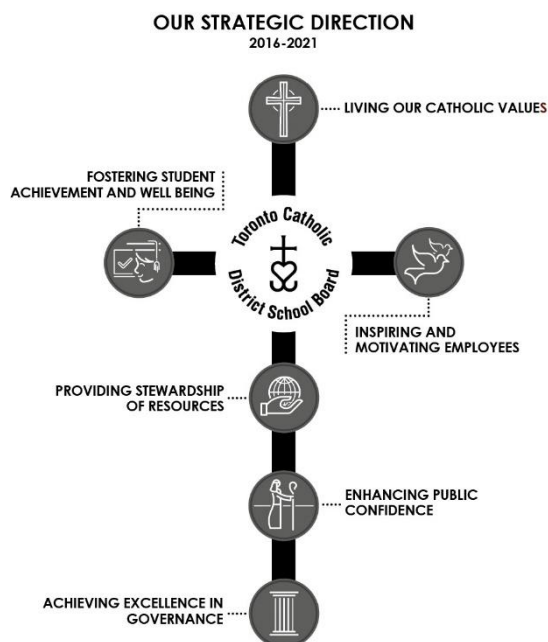 OUR STRATEGIC DIRECTION
2016-2021
LIVING OUR CATHOLIC VALUES
FOSTERING STUDENT
ACHIEVEMENT AND WELL BEING
Toronto Catholic
District School Board
INSPIRING AND
MOTIVATING EMPLOYEES
PROVIDING STEWARDSHIP
OF RESOURCES
ENHANCING PUBLIC
CONFIDENCE
ACHIEVING EXCELLENCE IN
GOVERNANCE